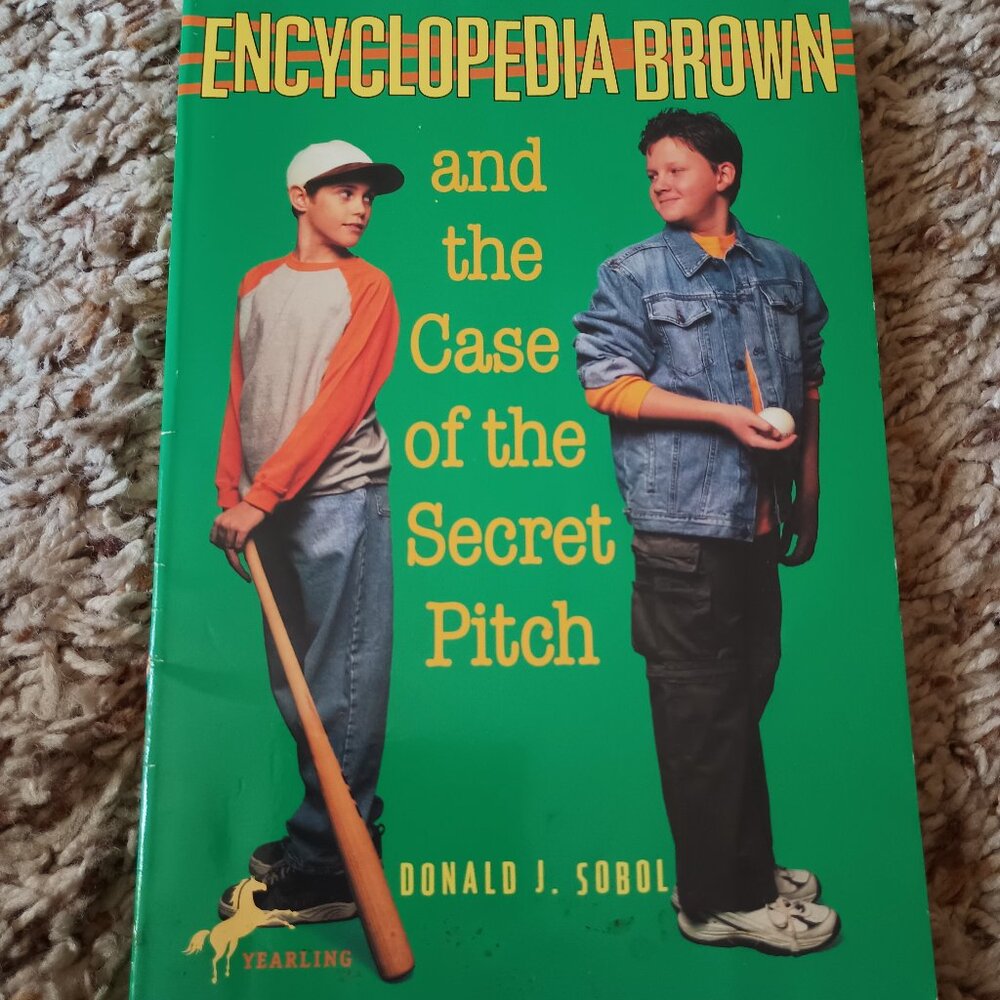 ENCYCLOPEDIA BROWN
and
the
Case
of the
Secret
Pitch
DONALD J. SOBOL
YEARLING